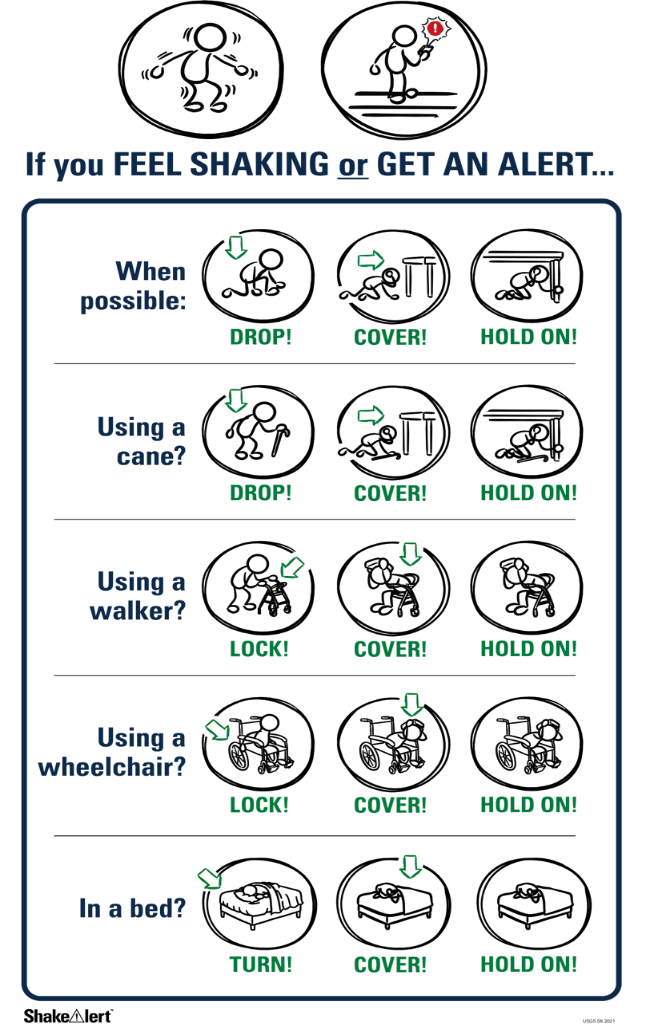 If you FEEL SHAKING or GET AN ALERT...
When
possible:
DROP!
COVER!
HOLD ON!
Using a
cane?
DROP!
COVER!
HOLD ON!
Using a
walker?
LOCK!
COVER!
HOLD ON!
Using a
wheelchair?
LOCK!
COVER!
HOLD ON!
In a bed?
TURN!
COVER!
HOLD ON!
ShakeAlert™
USGS 08 2021